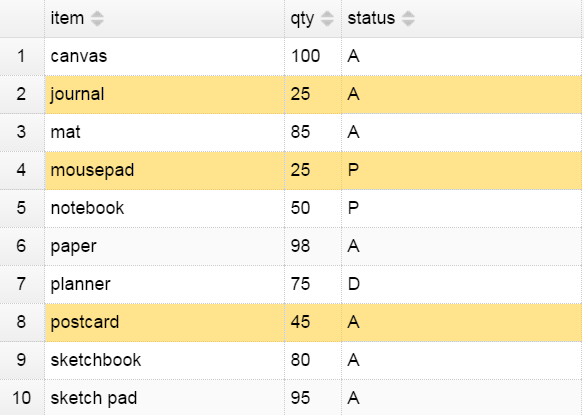 item qty status
1 canvas 100 A
2 journal 25 A
3 mat 85 A
4 mousepad 25 P
5 notebook 50 P
6 paper 98 A
7 planner 75 D
8 postcard 45 A
9 sketchbook 80 A
10 sketch pad 95 A